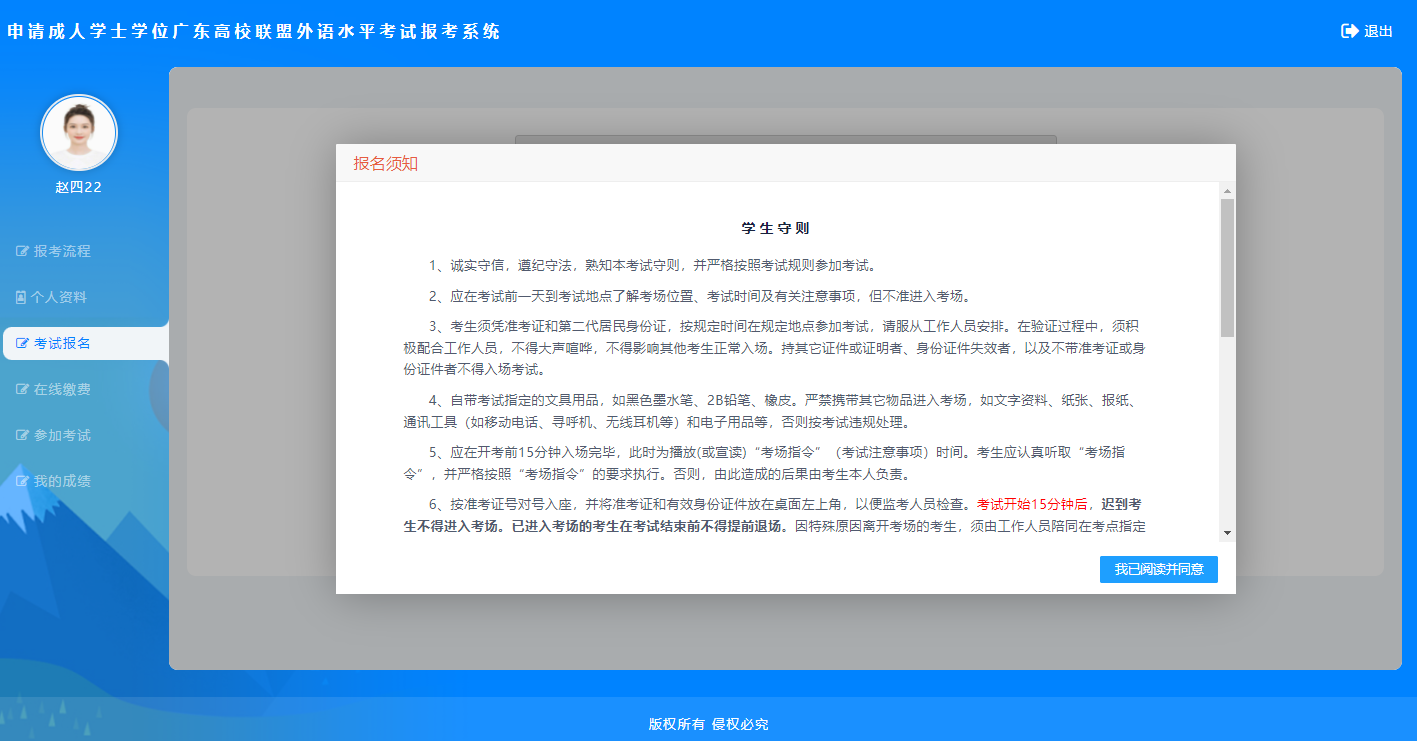 申请成人学士学位广东高校联盟外语水平考试报考系统
退出
赵四22
报考流程
个人资料
考试报名
在线缴费
参加考试
我的成绩
报名须知
学 生 守 则
1、诚实守信，遵纪守法，熟知本考试守则，并严格按照考试规则参加考试。
2、应在考试前一天到考试地点了解考场位置、考试时间及有关注意事项，但不准进入考场。
3、考生须凭准考证和第二代居民身份证，按规定时间在规定地点参加考试，请服从工作人员安排。在验证过程中，须积
极配合工作人员，不得大声喧哗，不得影响其他考生正常入场。持其它证件或证明者、身份证件失效者，以及不带准考证或身
份证件者不得入场考试。
4、自带考试指定的文具用品，如黑色墨水笔、2B铅笔、橡皮。严禁携带其它物品进入考场，如文字资料、纸张、报纸、
通讯工具（如移动电话、寻呼机、无线耳机等）和电子用品等，否则按考试违规处理。
5、应在开考前15分钟入场完毕，此时为播放(或宣读)“考场指令”（考试注意事项）时间。考生应认真听取“考场指
令”，并严格按照“考场指令”的要求执行。否则，由此造成的后果由考生本人负责。
6、按准考证号对号入座，并将准考证和有效身份证件放在桌面左上角，以便监考人员检查。考试开始15分钟后，迟到考
生不得进入考场。已进入考场的考生在考试结束前不得提前退场。因特殊原因离开考场的考生，须由工作人员陪同在考点指定
我已阅读并同意
版权所有 侵权必究